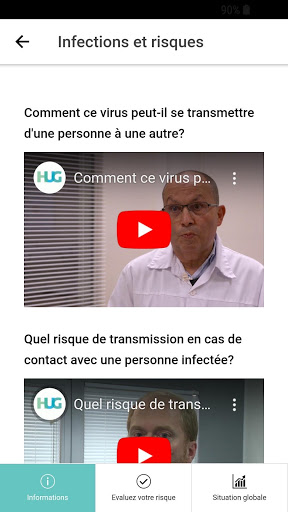 90%
Infections et risques
Comment ce virus peut-il se transmettre
d'une personne à une autre?
HUG
Comment ce virus p...
Quel risque de transmission en cas de
contact avec une personne infectée?
HUG
Quel risque de trans...
Informations
Evaluez votre risque
Situation globale